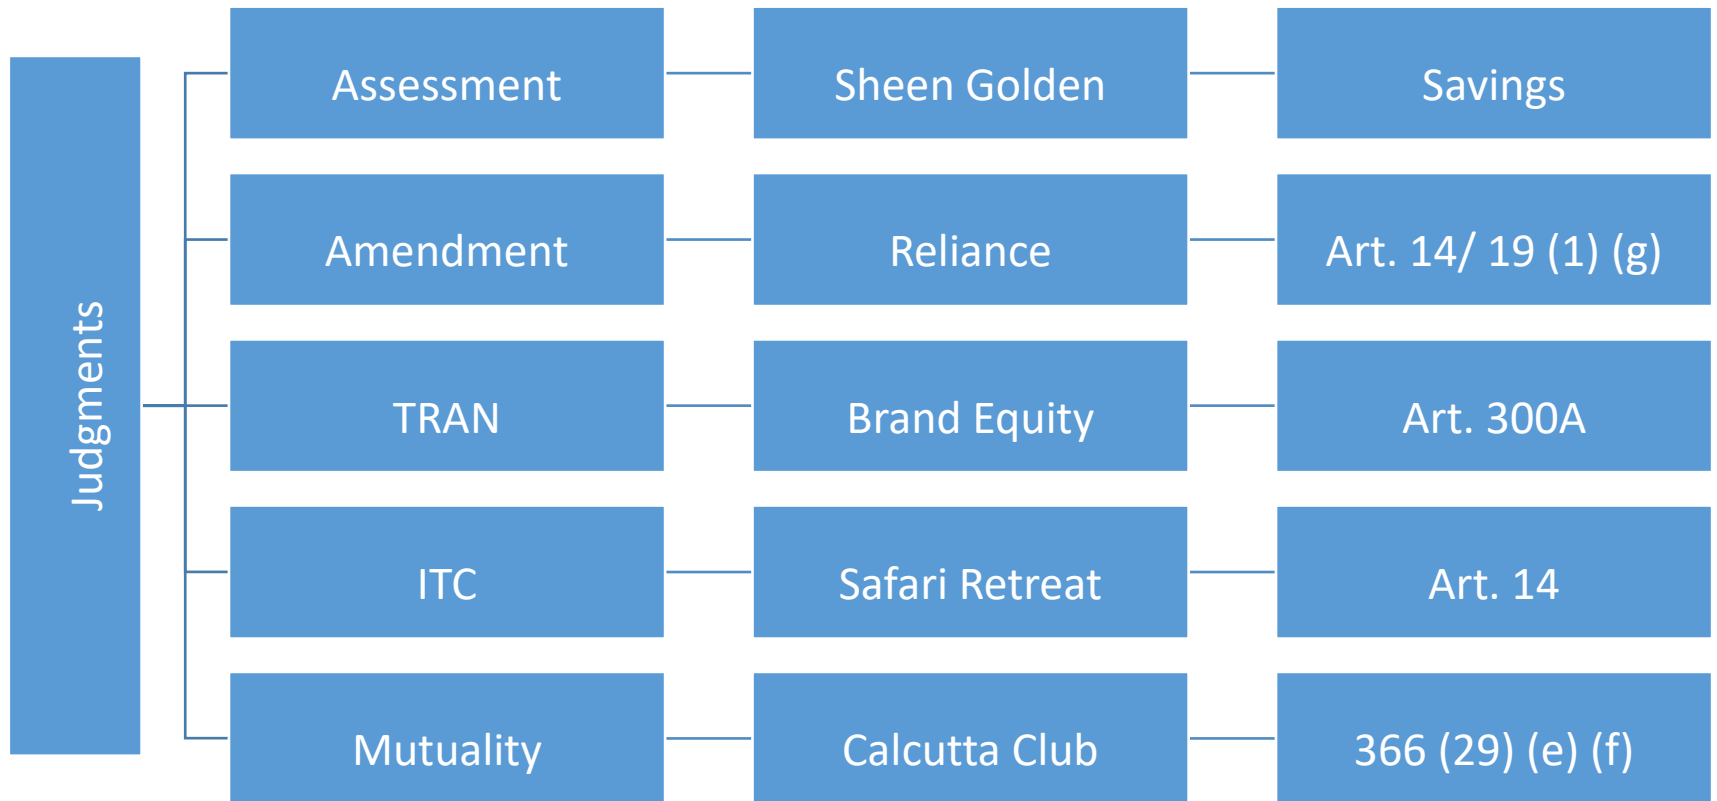 Judgments
Assessment
Sheen Golden
Savings
Amendment
Reliance
Art. 14/ 19 (1) (g)
TRAN
Brand Equity
Art. 300A
ITC
Safari Retreat
Art. 14
Mutuality
Calcutta Club
366 (29) (e) (f)